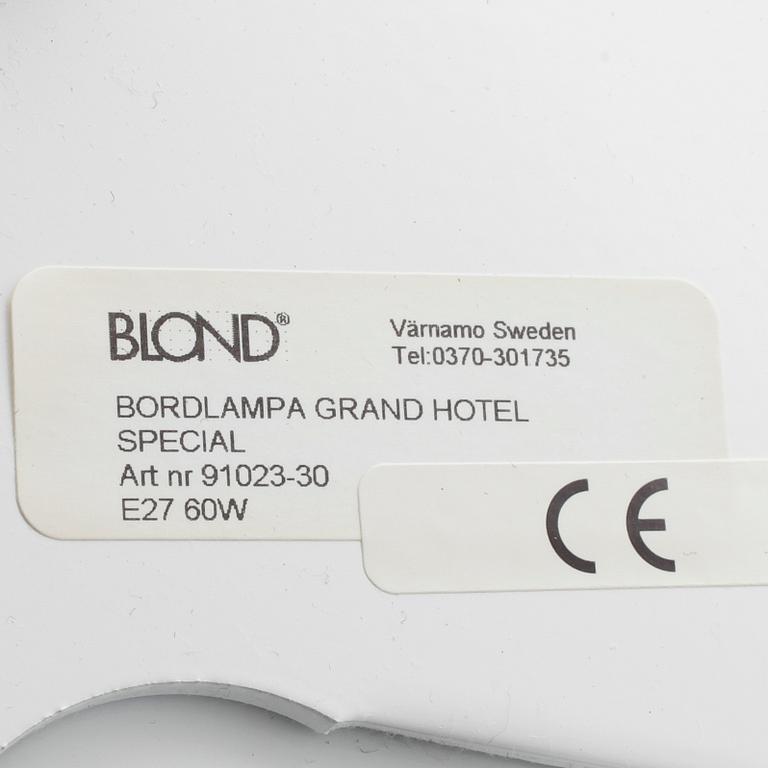 BLOND®
Värnamo Sweden
Tel:0370-301735
BORDLAMPA GRAND HOTEL
SPECIAL
Art nr 91023-30
E27 60W
CE